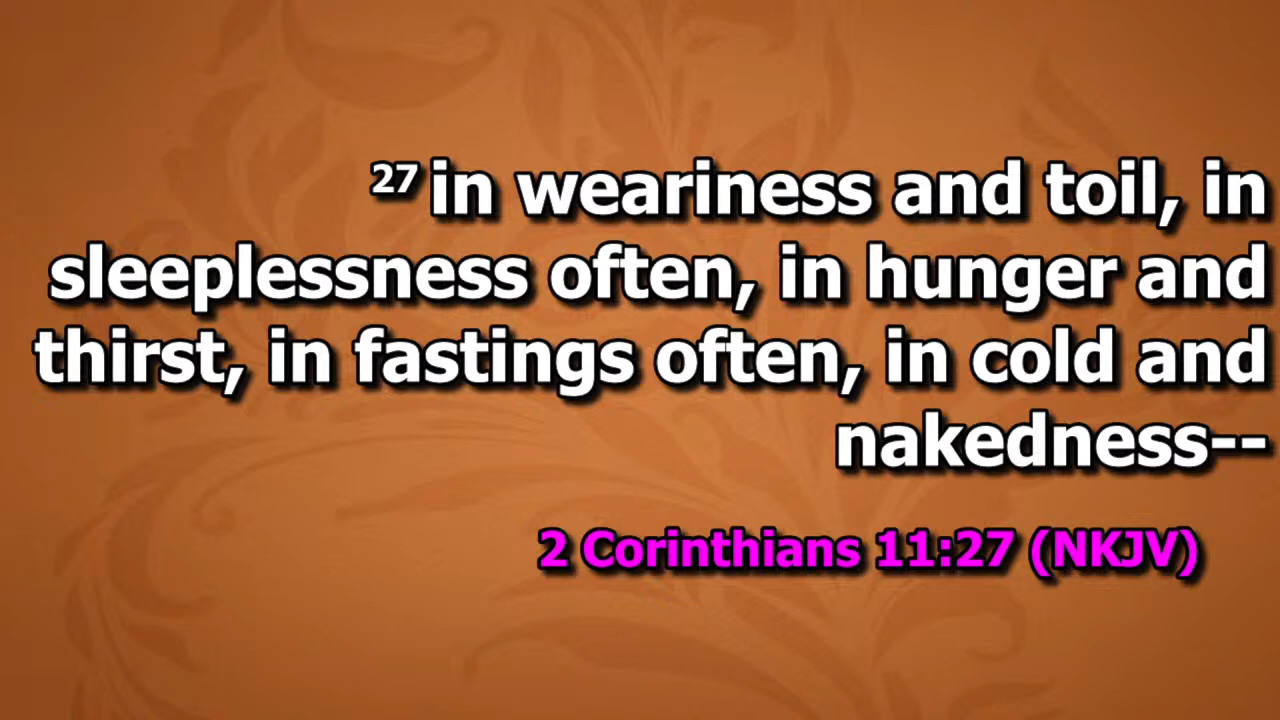 27 in weariness and toil, in
sleeplessness often, in hunger and
thirst, in fastings often, in cold and
nakedness--
2 Corinthians 11:27 (NKJV)